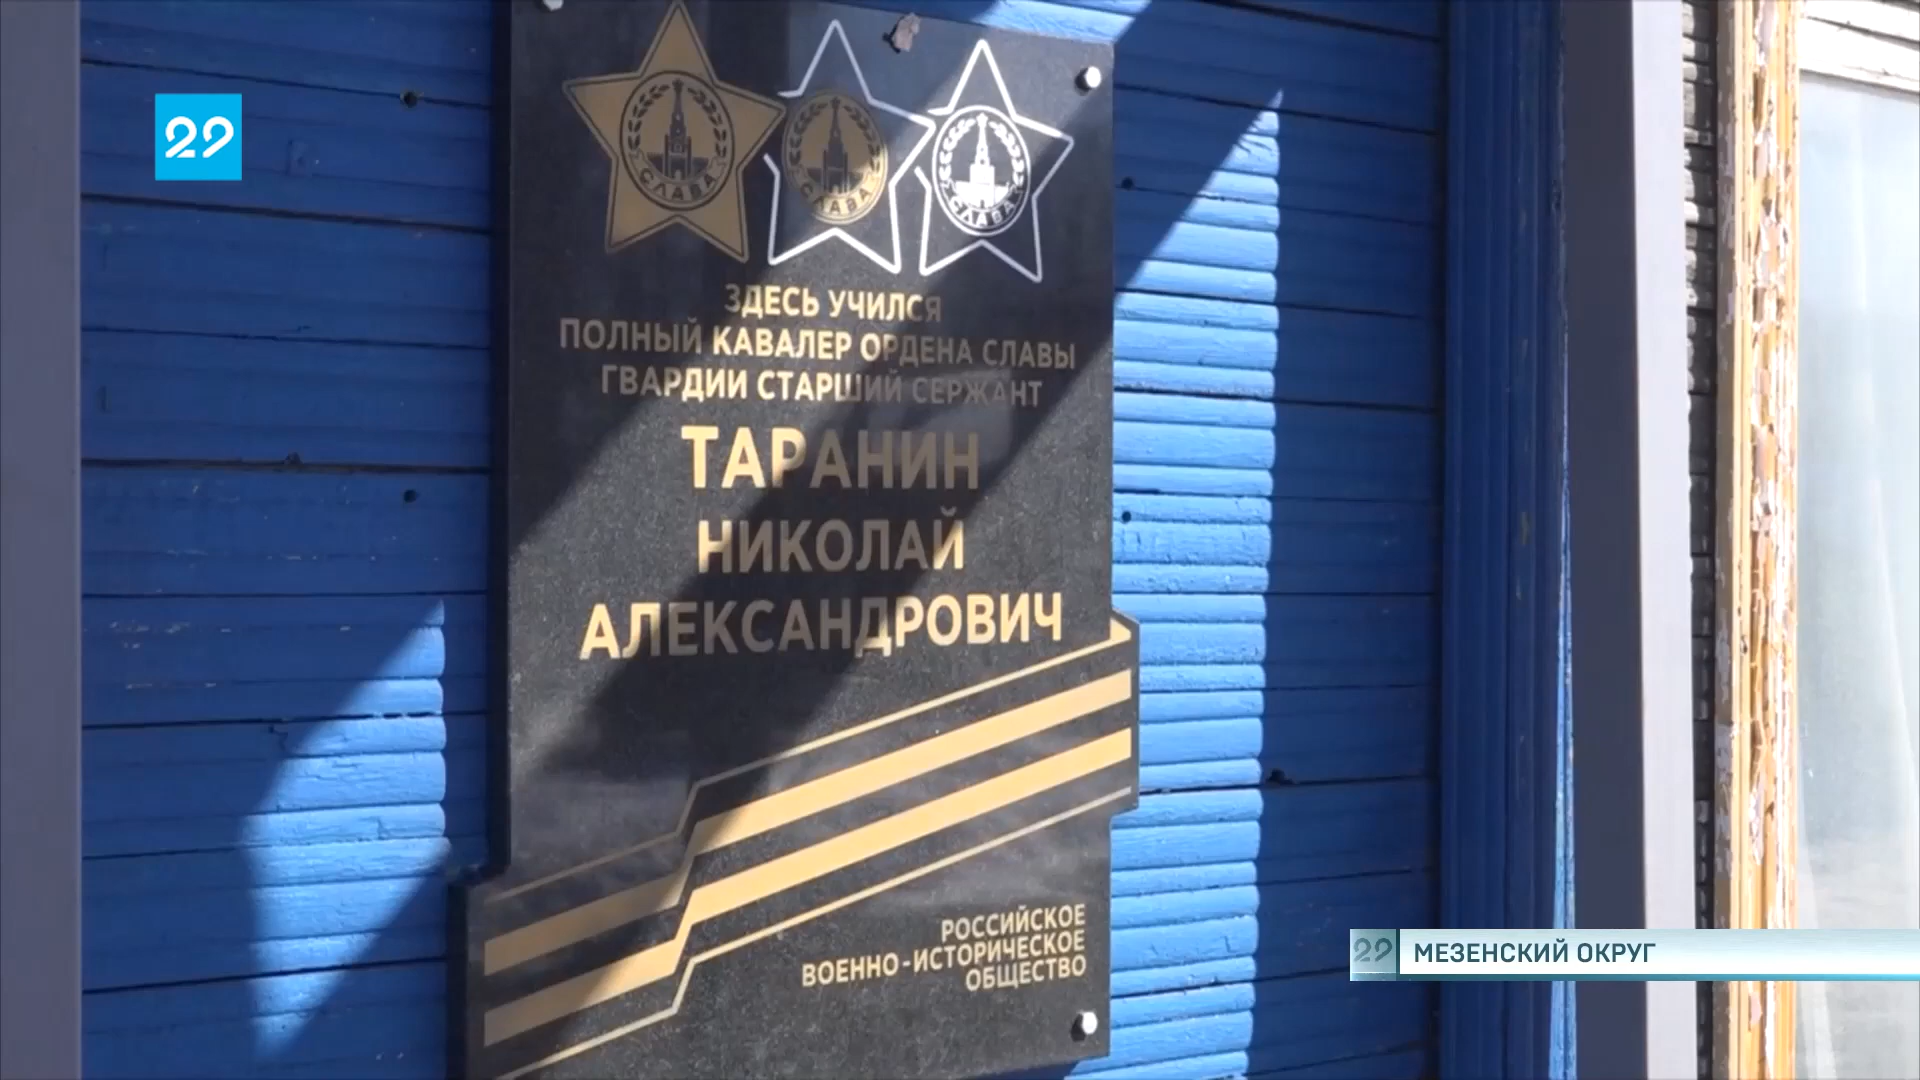 29
СЛАВА
СЛАВА
СЛАВА
ЗДЕСЬ УЧИЛСЯ
ПОЛНЫЙ КАВАЛЕР ОРДЕНА СЛАВЫ
ГВАРДИИ СТАРШИЙ СЕРЖАНТ
ТАРАНИН
НИКОЛАЙ
АЛЕКСАНДРОВИЧ
РОССИЙСКОЕ
ВОЕННО-ИСТОРИЧЕСКОЕ
ОБЩЕСТВО
29 МЕЗЕНСКИЙ ОКРУГ